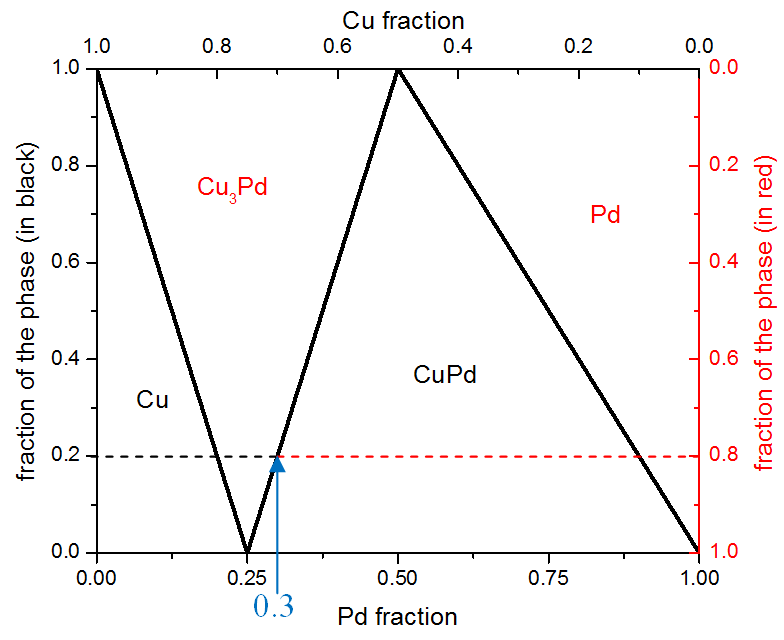 Cu fraction
1.0 0.8 0.6 0.4 0.2 0.0
1.0
0.8
0.6
0.4
0.2
0.0
fraction of the phase (in black)
Cu₃Pd
Pd
Cu
CuPd
0.0
0.2
0.4
0.6
0.8
1.0
fraction of the phase (in red)
0.00 0.25 0.50 0.75 1.00
0.3
Pd fraction